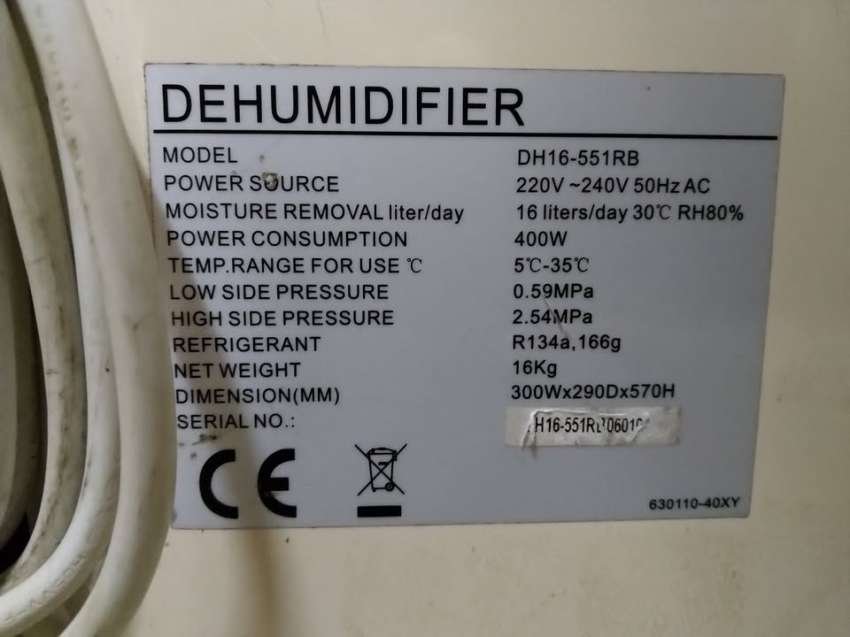 DEHUMIDIFIER
MODEL DH16-551RB
POWER SOURCE 220V ~240V 50Hz AC
MOISTURE REMOVAL liter/day 16 liters/day 30℃ RH80%
POWER CONSUMPTION 400W
TEMP.RANGE FOR USE ℃ 5℃-35℃
LOW SIDE PRESSURE 0.59MPa
HIGH SIDE PRESSURE 2.54MPa
REFRIGERANT R134a,166g
NET WEIGHT 16Kg
DIMENSION(MM) 300Wx290Dx570H
SERIAL NO.:
CE
630110-40XY